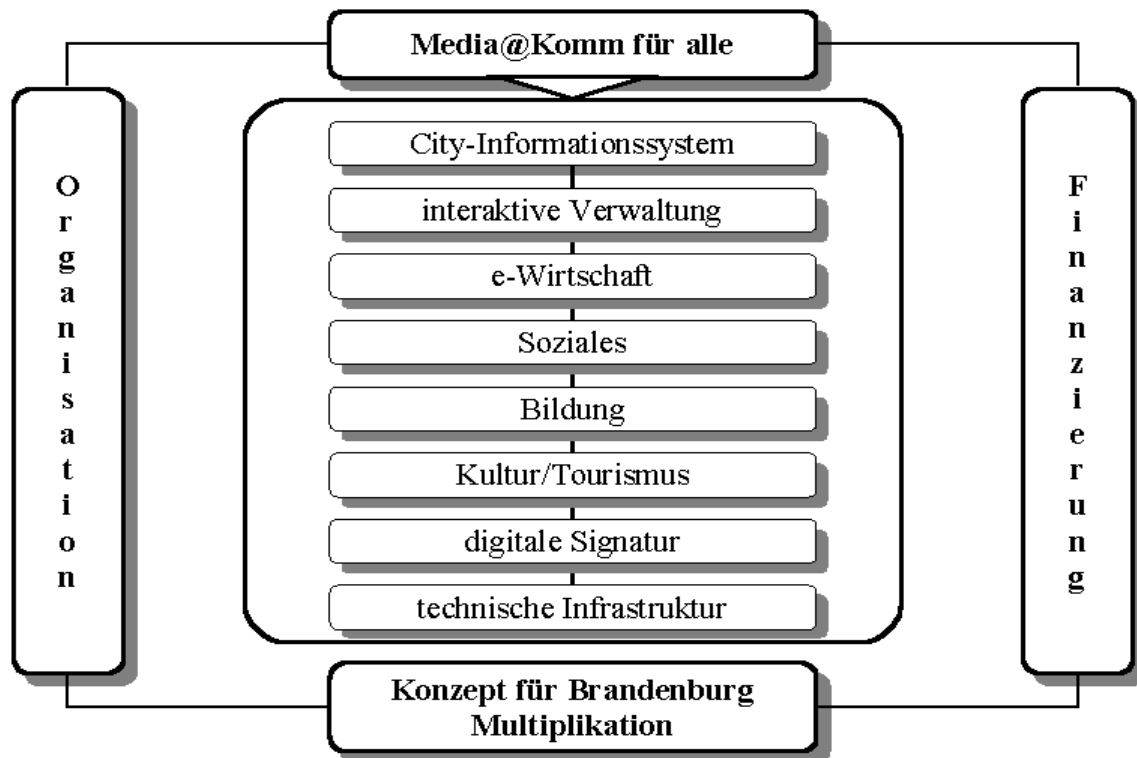 Media@Komm für alle
Organisation
City-Informationssystem
interaktive Verwaltung
e-Wirtschaft
Soziales
Bildung
Kultur/Tourismus
digitale Signatur
technische Infrastruktur
Finanzierung
Konzept für Brandenburg
Multiplikation